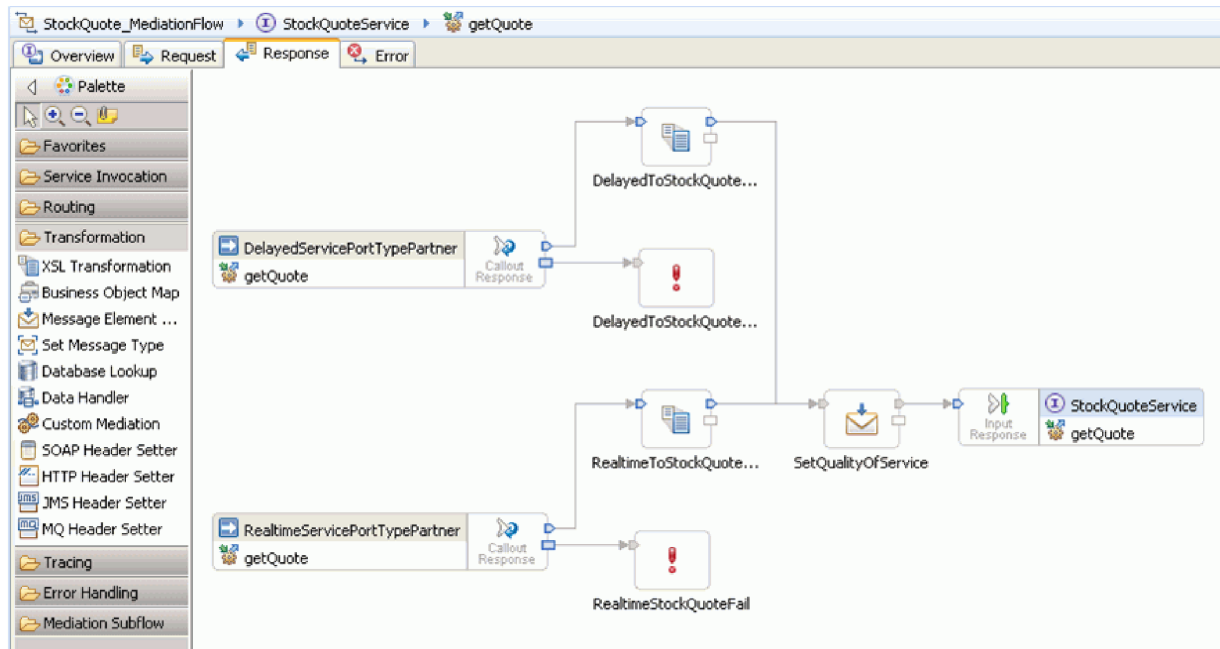 StockQuote_MediationFlow StockQuoteService getQuote
Overview Request Response Error
Palette
Favorites
Service Invocation
Routing
Transformation
XSL Transformation
Business Object Map
Message Element ...
Set Message Type
Database Lookup
Data Handler
Custom Mediation
SOAP Header Setter
HTTP Header Setter
JMS Header Setter
MQ Header Setter
Tracing
Error Handling
Mediation Subflow
DelayedToStockQuote...
DelayedServicePortTypePartner
getQuote
Callout
Response
DelayedToStockQuote...
RealtimeToStockQuote...
SetQualityOfService
Input
Response
StockQuoteService
getQuote
RealtimeServicePortTypePartner
getQuote
Callout
Response
RealtimeStockQuoteFail